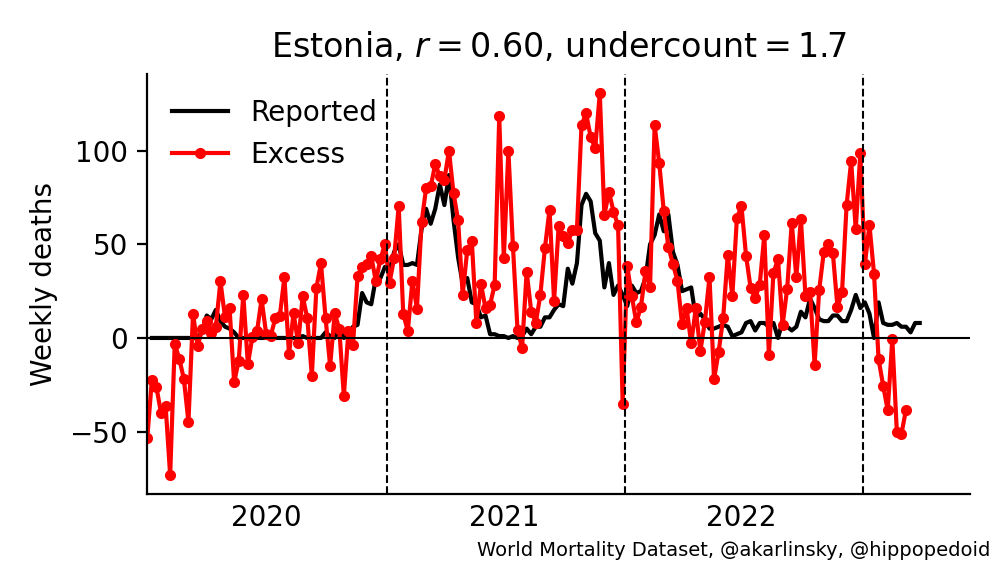 Estonia, r = 0.60, undercount = 1.7
Reported
Excess
Weekly deaths
100
50
0
−50
2020 2021 2022
World Mortality Dataset, @akarlinsky, @hippopedoid